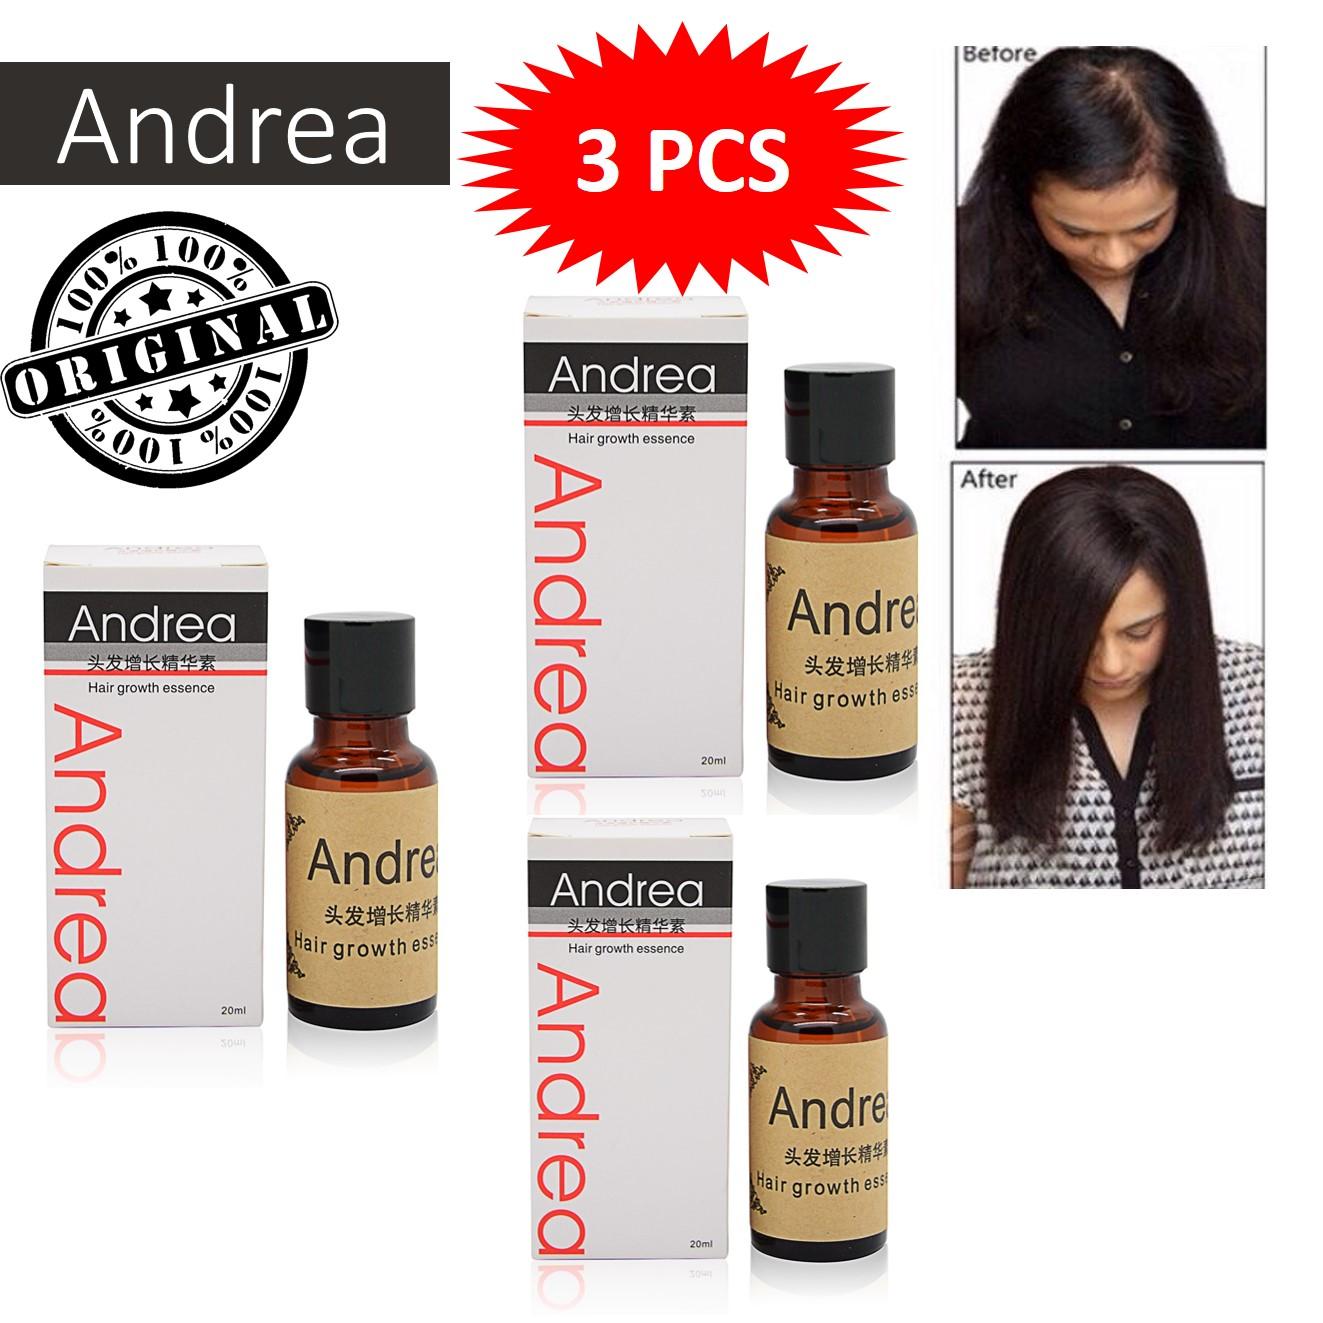 Andrea
3 PCS
Before
100% 100%
ORIGINAL
100% 100%
Andrea
Andrea
头发增长精华素
Hair growth essence
Andrea
20ml
Andre
头发增长精华
Hair growth esse
After
Andrea
Andrea
头发增长精华素
Hair growth essence
Andrea
20ml
Andre
头发增长精华
Hair growth esse
Andrea
Andrea
头发增长精华素
Hair growth essence
Andrea
20ml
Andre
头发增长精华
Hair growth esse